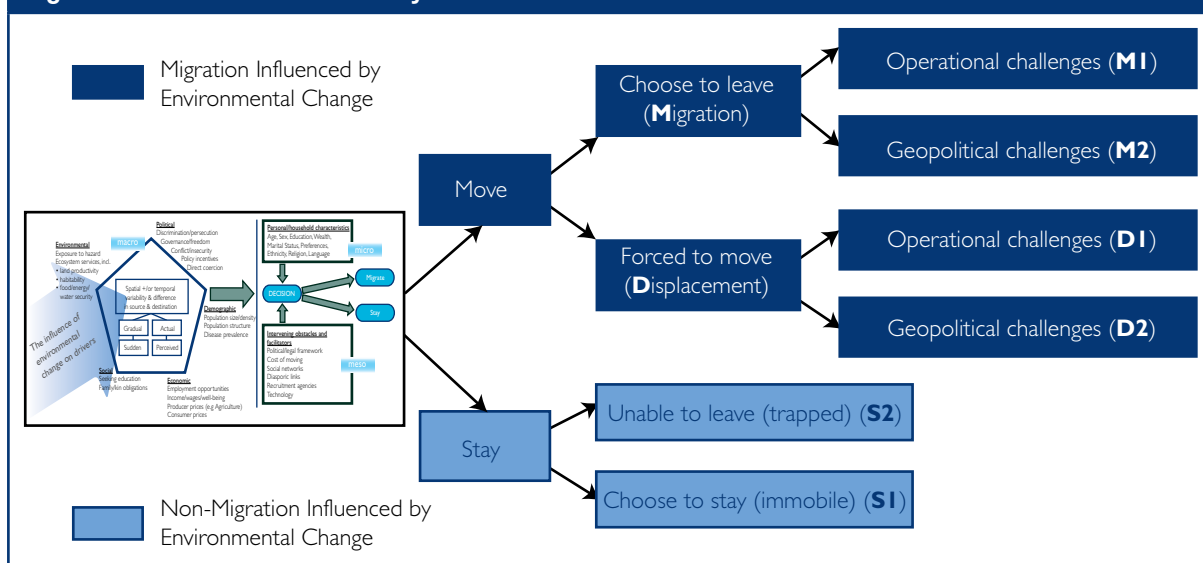 Migration Influenced by
Environmental Change
Choose to leave
(Migration)
Operational challenges (M1)
Geopolitical challenges (M2)
Move
Forced to move
(Displacement)
Operational challenges (D1)
Geopolitical challenges (D2)
Political
Discrimination/persecution
Governance/freedom
Conflict/insecurity
Policy incentives
Direct coercion
macro
Environmental
Exposure to hazard
Ecosystem services, incl.
• land productivity
• habitability
• food/energy/
water security
Spatial +/or temporal
variability & difference
in source & destination
Gradual
Actual
Sudden
Perceived
The influence of
environmental
change on drivers
Demographic
Population size/density
Population structure
Disease prevalence
Social
Seeking education
Family/kin obligations
Economic
Employment opportunities
Income/wages/well-being
Producer prices (e.g Agriculture)
Consumer prices
Personal/household characteristics
Age, Sex, Education, Wealth,
Marital Status, Preferences,
Ethnicity, Religion, Language
micro
DECISION
Migrate
Stay
Intervening obstacles and
facilitators
Political/legal framework
Cost of moving
Social networks
Diasporic links
Recruitment agencies
Technology
meso
Stay
Unable to leave (trapped) (S2)
Choose to stay (immobile) (S1)
Non-Migration Influenced by
Environmental Change